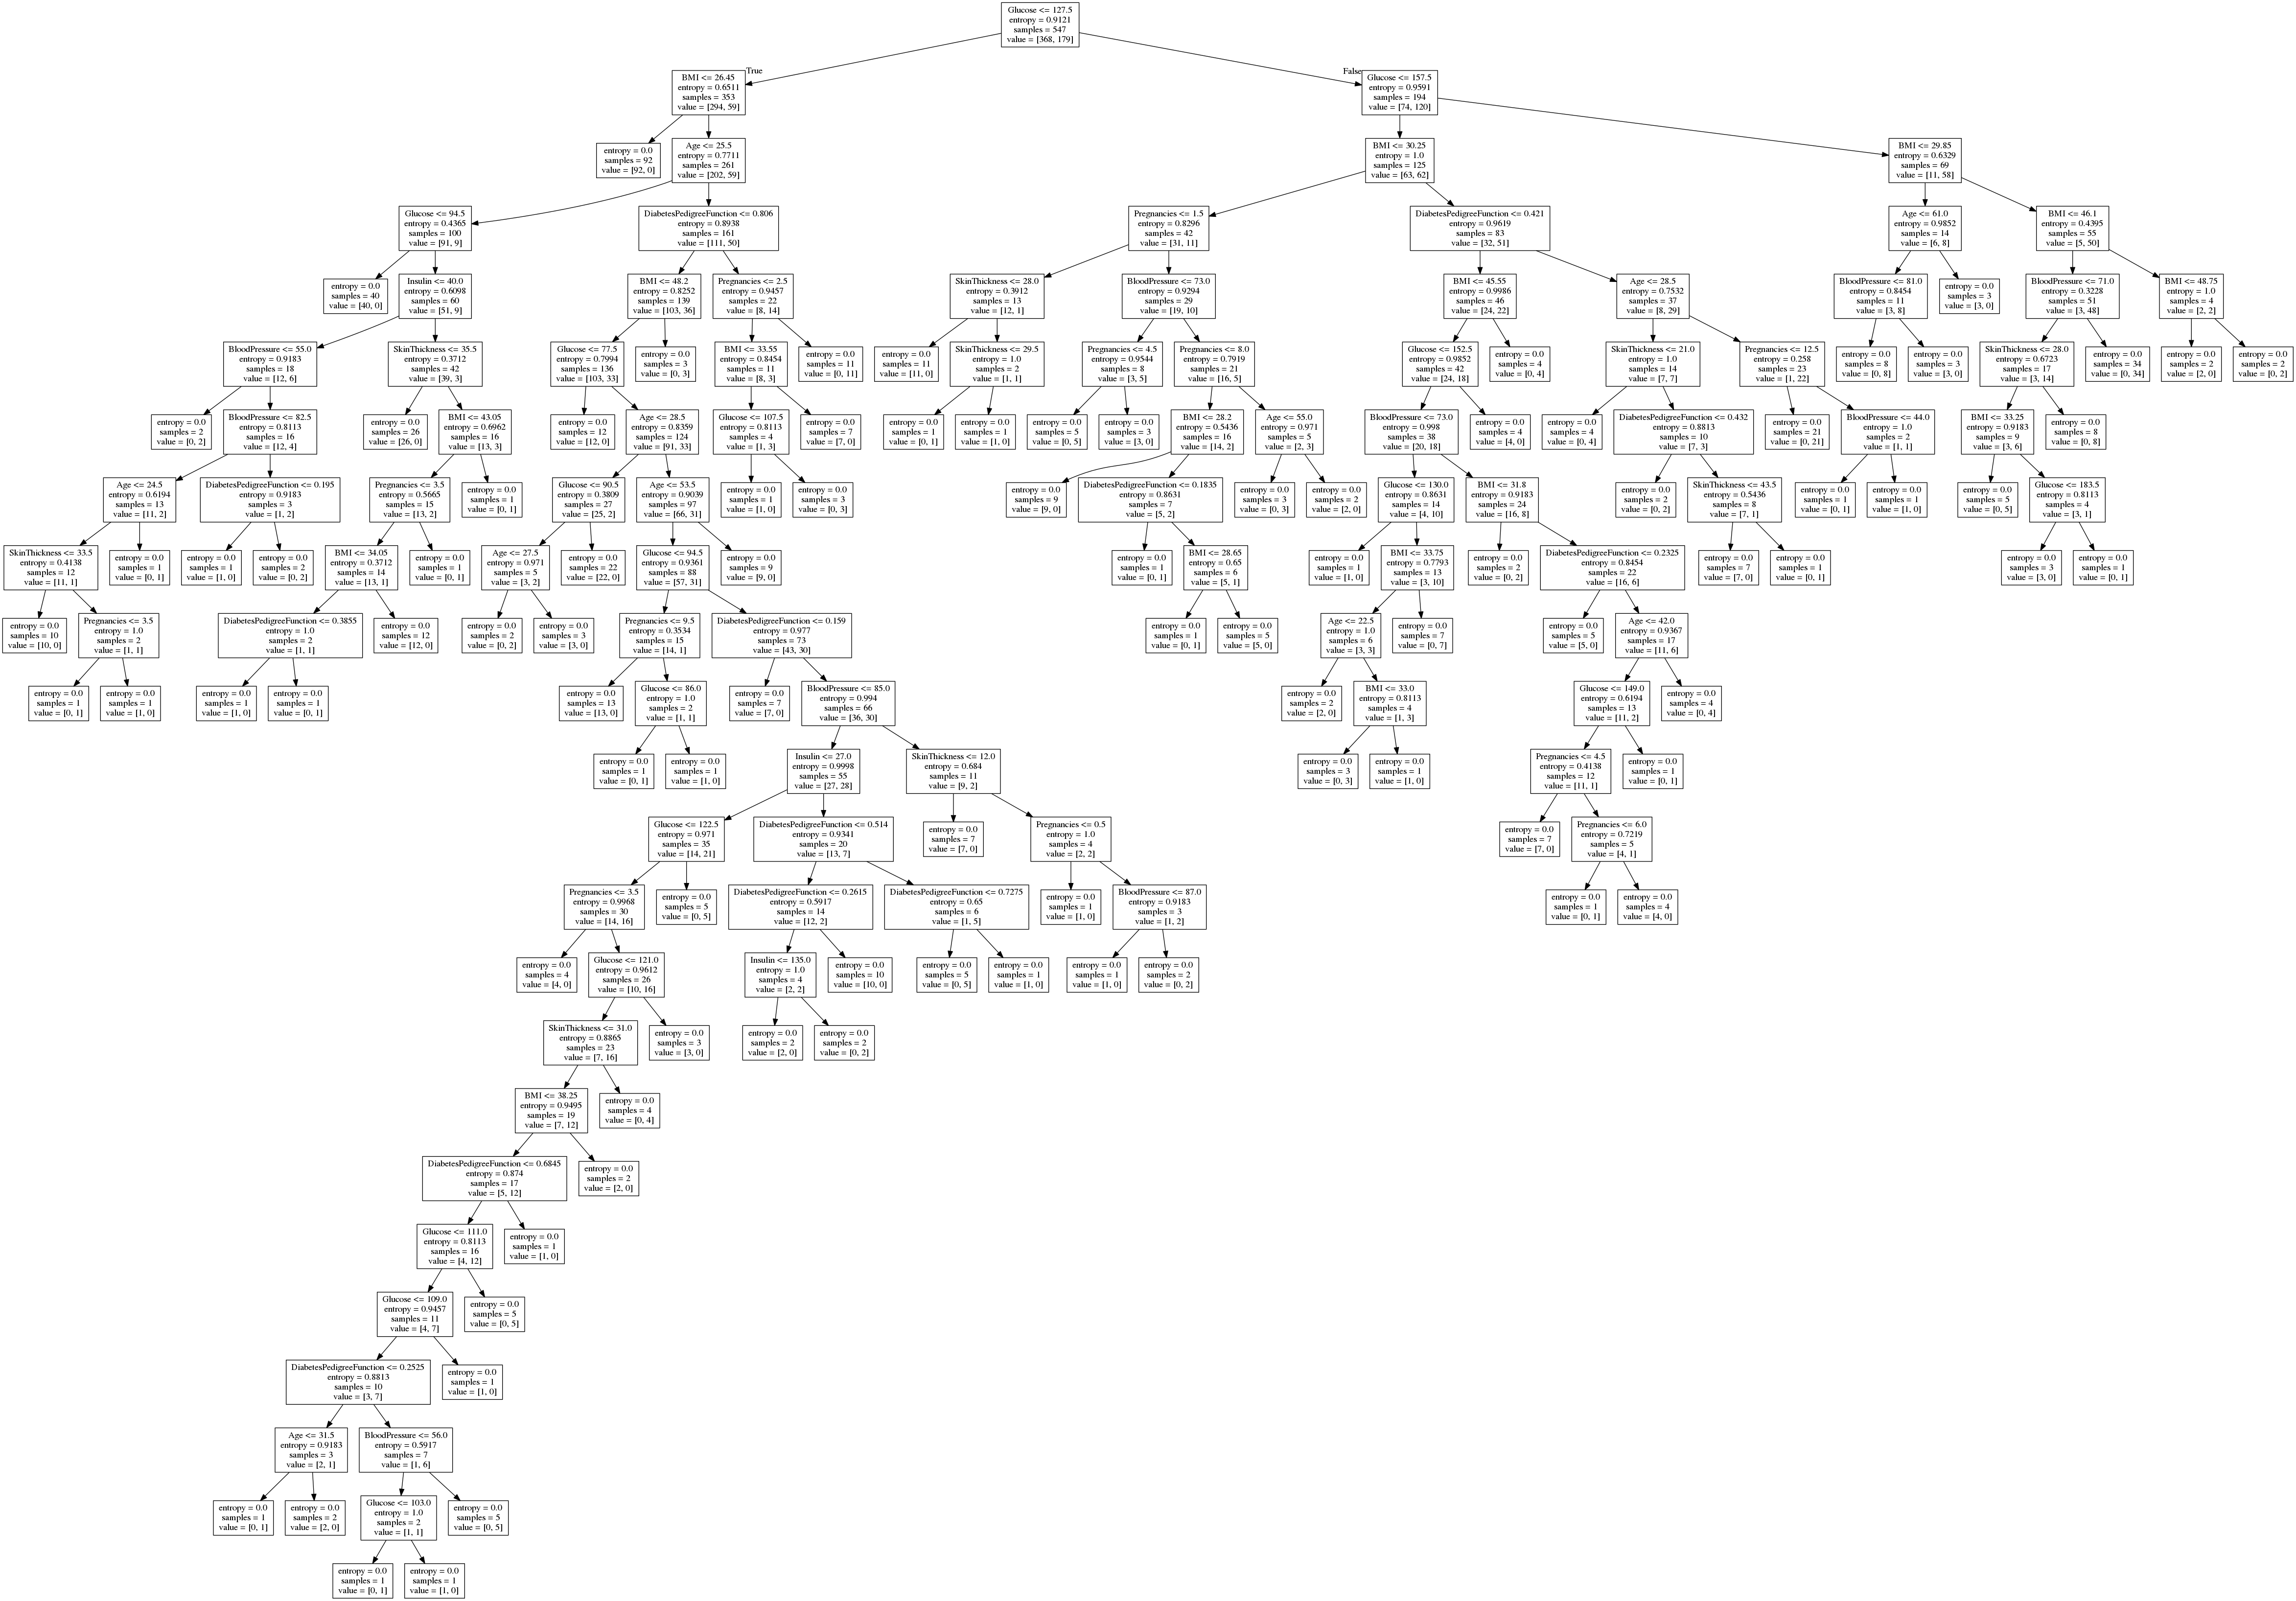 Glucose <= 127.5
entropy = 0.9121
samples = 547
value = [368, 179]
True
False
BMI <= 26.45
entropy = 0.6511
samples = 353
value = [294, 59]
Glucose <= 157.5
entropy = 0.9591
samples = 194
value = [74, 120]
entropy = 0.0
samples = 92
value = [92, 0]
Age <= 25.5
entropy = 0.7711
samples = 261
value = [202, 59]
BMI <= 30.25
entropy = 1.0
samples = 125
value = [63, 62]
BMI <= 29.85
entropy = 0.6329
samples = 69
value = [11, 58]
Glucose <= 94.5
entropy = 0.4365
samples = 100
value = [91, 9]
DiabetesPedigreeFunction <= 0.806
entropy = 0.8938
samples = 161
value = [111, 50]
Pregnancies <= 1.5
entropy = 0.8296
samples = 42
value = [31, 11]
DiabetesPedigreeFunction <= 0.421
entropy = 0.9619
samples = 83
value = [32, 51]
Age <= 61.0
entropy = 0.9852
samples = 14
value = [6, 8]
BMI <= 46.1
entropy = 0.4395
samples = 55
value = [5, 50]
entropy = 0.0
samples = 40
value = [40, 0]
Insulin <= 40.0
entropy = 0.6098
samples = 60
value = [51, 9]
BMI <= 48.2
entropy = 0.8252
samples = 139
value = [103, 36]
Pregnancies <= 2.5
entropy = 0.9457
samples = 22
value = [8, 14]
SkinThickness <= 28.0
entropy = 0.3912
samples = 13
value = [12, 1]
BloodPressure <= 73.0
entropy = 0.9294
samples = 29
value = [19, 10]
BMI <= 45.55
entropy = 0.9986
samples = 46
value = [24, 22]
Age <= 28.5
entropy = 0.7532
samples = 37
value = [8, 29]
BloodPressure <= 81.0
entropy = 0.8454
samples = 11
value = [3, 8]
entropy = 0.0
samples = 3
value = [3, 0]
BloodPressure <= 71.0
entropy = 0.3228
samples = 51
value = [3, 48]
BMI <= 48.75
entropy = 1.0
samples = 4
value = [2, 2]
BloodPressure <= 55.0
entropy = 0.9183
samples = 18
value = [12, 6]
SkinThickness <= 35.5
entropy = 0.3712
samples = 42
value = [39, 3]
Glucose <= 77.5
entropy = 0.7994
samples = 136
value = [103, 33]
entropy = 0.0
samples = 3
value = [0, 3]
BMI <= 33.55
entropy = 0.8454
samples = 11
value = [8, 3]
entropy = 0.0
samples = 11
value = [0, 11]
entropy = 0.0
samples = 11
value = [11, 0]
SkinThickness <= 29.5
entropy = 1.0
samples = 2
value = [1, 1]
Pregnancies <= 4.5
entropy = 0.9544
samples = 8
value = [3, 5]
Pregnancies <= 8.0
entropy = 0.7919
samples = 21
value = [16, 5]
Glucose <= 152.5
entropy = 0.9852
samples = 42
value = [24, 18]
entropy = 0.0
samples = 4
value = [0, 4]
SkinThickness <= 21.0
entropy = 1.0
samples = 14
value = [7, 7]
Pregnancies <= 12.5
entropy = 0.258
samples = 23
value = [1, 22]
entropy = 0.0
samples = 8
value = [0, 8]
entropy = 0.0
samples = 3
value = [3, 0]
SkinThickness <= 28.0
entropy = 0.6723
samples = 17
value = [3, 14]
entropy = 0.0
samples = 34
value = [0, 34]
entropy = 0.0
samples = 2
value = [2, 0]
entropy = 0.0
samples = 2
value = [0, 2]
entropy = 0.0
samples = 2
value = [0, 2]
BloodPressure <= 82.5
entropy = 0.8113
samples = 16
value = [12, 4]
entropy = 0.0
samples = 26
value = [26, 0]
BMI <= 43.05
entropy = 0.6962
samples = 16
value = [13, 3]
entropy = 0.0
samples = 12
value = [12, 0]
Age <= 28.5
entropy = 0.8359
samples = 124
value = [91, 33]
Glucose <= 107.5
entropy = 0.8113
samples = 4
value = [1, 3]
entropy = 0.0
samples = 7
value = [7, 0]
entropy = 0.0
samples = 1
value = [0, 1]
entropy = 0.0
samples = 1
value = [1, 0]
entropy = 0.0
samples = 5
value = [0, 5]
entropy = 0.0
samples = 3
value = [3, 0]
BMI <= 28.2
entropy = 0.5436
samples = 16
value = [14, 2]
Age <= 55.0
entropy = 0.971
samples = 5
value = [2, 3]
BloodPressure <= 73.0
entropy = 0.998
samples = 38
value = [20, 18]
entropy = 0.0
samples = 4
value = [4, 0]
entropy = 0.0
samples = 4
value = [0, 4]
DiabetesPedigreeFunction <= 0.432
entropy = 0.8813
samples = 10
value = [7, 3]
entropy = 0.0
samples = 21
value = [0, 21]
BloodPressure <= 44.0
entropy = 1.0
samples = 2
value = [1, 1]
BMI <= 33.25
entropy = 0.9183
samples = 9
value = [3, 6]
entropy = 0.0
samples = 8
value = [0, 8]
Age <= 24.5
entropy = 0.6194
samples = 13
value = [11, 2]
DiabetesPedigreeFunction <= 0.195
entropy = 0.9183
samples = 3
value = [1, 2]
Pregnancies <= 3.5
entropy = 0.5665
samples = 15
value = [13, 2]
entropy = 0.0
samples = 1
value = [0, 1]
Glucose <= 90.5
entropy = 0.3809
samples = 27
value = [25, 2]
Age <= 53.5
entropy = 0.9039
samples = 97
value = [66, 31]
entropy = 0.0
samples = 1
value = [1, 0]
entropy = 0.0
samples = 3
value = [0, 3]
entropy = 0.0
samples = 9
value = [9, 0]
DiabetesPedigreeFunction <= 0.1835
entropy = 0.8631
samples = 7
value = [5, 2]
entropy = 0.0
samples = 3
value = [0, 3]
entropy = 0.0
samples = 2
value = [2, 0]
Glucose <= 130.0
entropy = 0.8631
samples = 14
value = [4, 10]
BMI <= 31.8
entropy = 0.9183
samples = 24
value = [16, 8]
entropy = 0.0
samples = 2
value = [0, 2]
SkinThickness <= 43.5
entropy = 0.5436
samples = 8
value = [7, 1]
entropy = 0.0
samples = 1
value = [0, 1]
entropy = 0.0
samples = 1
value = [1, 0]
entropy = 0.0
samples = 5
value = [0, 5]
Glucose <= 183.5
entropy = 0.8113
samples = 4
value = [3, 1]
SkinThickness <= 33.5
entropy = 0.4138
samples = 12
value = [11, 1]
entropy = 0.0
samples = 1
value = [0, 1]
entropy = 0.0
samples = 1
value = [1, 0]
entropy = 0.0
samples = 2
value = [0, 2]
BMI <= 34.05
entropy = 0.3712
samples = 14
value = [13, 1]
entropy = 0.0
samples = 1
value = [0, 1]
Age <= 27.5
entropy = 0.971
samples = 5
value = [3, 2]
entropy = 0.0
samples = 22
value = [22, 0]
Glucose <= 94.5
entropy = 0.9361
samples = 88
value = [57, 31]
entropy = 0.0
samples = 9
value = [9, 0]
entropy = 0.0
samples = 1
value = [0, 1]
BMI <= 28.65
entropy = 0.65
samples = 6
value = [5, 1]
entropy = 0.0
samples = 1
value = [1, 0]
BMI <= 33.75
entropy = 0.7793
samples = 13
value = [3, 10]
entropy = 0.0
samples = 2
value = [0, 2]
DiabetesPedigreeFunction <= 0.2325
entropy = 0.8454
samples = 22
value = [16, 6]
entropy = 0.0
samples = 7
value = [7, 0]
entropy = 0.0
samples = 1
value = [0, 1]
entropy = 0.0
samples = 3
value = [3, 0]
entropy = 0.0
samples = 1
value = [0, 1]
entropy = 0.0
samples = 10
value = [10, 0]
Pregnancies <= 3.5
entropy = 1.0
samples = 2
value = [1, 1]
DiabetesPedigreeFunction <= 0.3855
entropy = 1.0
samples = 2
value = [1, 1]
entropy = 0.0
samples = 12
value = [12, 0]
entropy = 0.0
samples = 2
value = [0, 2]
entropy = 0.0
samples = 3
value = [3, 0]
Pregnancies <= 9.5
entropy = 0.3534
samples = 15
value = [14, 1]
DiabetesPedigreeFunction <= 0.159
entropy = 0.977
samples = 73
value = [43, 30]
entropy = 0.0
samples = 1
value = [0, 1]
entropy = 0.0
samples = 5
value = [5, 0]
Age <= 22.5
entropy = 1.0
samples = 6
value = [3, 3]
entropy = 0.0
samples = 7
value = [0, 7]
entropy = 0.0
samples = 5
value = [5, 0]
Age <= 42.0
entropy = 0.9367
samples = 17
value = [11, 6]
entropy = 0.0
samples = 1
value = [0, 1]
entropy = 0.0
samples = 1
value = [1, 0]
entropy = 0.0
samples = 1
value = [1, 0]
entropy = 0.0
samples = 1
value = [0, 1]
entropy = 0.0
samples = 13
value = [13, 0]
Glucose <= 86.0
entropy = 1.0
samples = 2
value = [1, 1]
entropy = 0.0
samples = 7
value = [7, 0]
BloodPressure <= 85.0
entropy = 0.994
samples = 66
value = [36, 30]
entropy = 0.0
samples = 2
value = [2, 0]
BMI <= 33.0
entropy = 0.8113
samples = 4
value = [1, 3]
Glucose <= 149.0
entropy = 0.6194
samples = 13
value = [11, 2]
entropy = 0.0
samples = 4
value = [0, 4]
entropy = 0.0
samples = 1
value = [0, 1]
entropy = 0.0
samples = 1
value = [1, 0]
Insulin <= 27.0
entropy = 0.9998
samples = 55
value = [27, 28]
SkinThickness <= 12.0
entropy = 0.684
samples = 11
value = [9, 2]
entropy = 0.0
samples = 3
value = [0, 3]
entropy = 0.0
samples = 1
value = [1, 0]
Pregnancies <= 4.5
entropy = 0.4138
samples = 12
value = [11, 1]
entropy = 0.0
samples = 1
value = [0, 1]
Glucose <= 122.5
entropy = 0.971
samples = 35
value = [14, 21]
DiabetesPedigreeFunction <= 0.514
entropy = 0.9341
samples = 20
value = [13, 7]
entropy = 0.0
samples = 7
value = [7, 0]
Pregnancies <= 0.5
entropy = 1.0
samples = 4
value = [2, 2]
entropy = 0.0
samples = 7
value = [7, 0]
Pregnancies <= 6.0
entropy = 0.7219
samples = 5
value = [4, 1]
Pregnancies <= 3.5
entropy = 0.9968
samples = 30
value = [14, 16]
entropy = 0.0
samples = 5
value = [0, 5]
DiabetesPedigreeFunction <= 0.2615
entropy = 0.5917
samples = 14
value = [12, 2]
DiabetesPedigreeFunction <= 0.7275
entropy = 0.65
samples = 6
value = [1, 5]
entropy = 0.0
samples = 1
value = [1, 0]
BloodPressure <= 87.0
entropy = 0.9183
samples = 3
value = [1, 2]
entropy = 0.0
samples = 1
value = [0, 1]
entropy = 0.0
samples = 4
value = [4, 0]
entropy = 0.0
samples = 4
value = [4, 0]
Glucose <= 121.0
entropy = 0.9612
samples = 26
value = [10, 16]
Insulin <= 135.0
entropy = 1.0
samples = 4
value = [2, 2]
entropy = 0.0
samples = 10
value = [10, 0]
entropy = 0.0
samples = 5
value = [0, 5]
entropy = 0.0
samples = 1
value = [1, 0]
entropy = 0.0
samples = 1
value = [1, 0]
entropy = 0.0
samples = 2
value = [0, 2]
SkinThickness <= 31.0
entropy = 0.8865
samples = 23
value = [7, 16]
entropy = 0.0
samples = 3
value = [3, 0]
entropy = 0.0
samples = 2
value = [2, 0]
entropy = 0.0
samples = 2
value = [0, 2]
BMI <= 38.25
entropy = 0.9495
samples = 19
value = [7, 12]
entropy = 0.0
samples = 4
value = [0, 4]
DiabetesPedigreeFunction <= 0.6845
entropy = 0.874
samples = 17
value = [5, 12]
entropy = 0.0
samples = 2
value = [2, 0]
Glucose <= 111.0
entropy = 0.8113
samples = 16
value = [4, 12]
entropy = 0.0
samples = 1
value = [1, 0]
Glucose <= 109.0
entropy = 0.9457
samples = 11
value = [4, 7]
entropy = 0.0
samples = 5
value = [0, 5]
DiabetesPedigreeFunction <= 0.2525
entropy = 0.8813
samples = 10
value = [3, 7]
entropy = 0.0
samples = 1
value = [1, 0]
Age <= 31.5
entropy = 0.9183
samples = 3
value = [2, 1]
BloodPressure <= 56.0
entropy = 0.5917
samples = 7
value = [1, 6]
entropy = 0.0
samples = 1
value = [0, 1]
entropy = 0.0
samples = 2
value = [2, 0]
Glucose <= 103.0
entropy = 1.0
samples = 2
value = [1, 1]
entropy = 0.0
samples = 5
value = [0, 5]
entropy = 0.0
samples = 1
value = [0, 1]
entropy = 0.0
samples = 1
value = [1, 0]